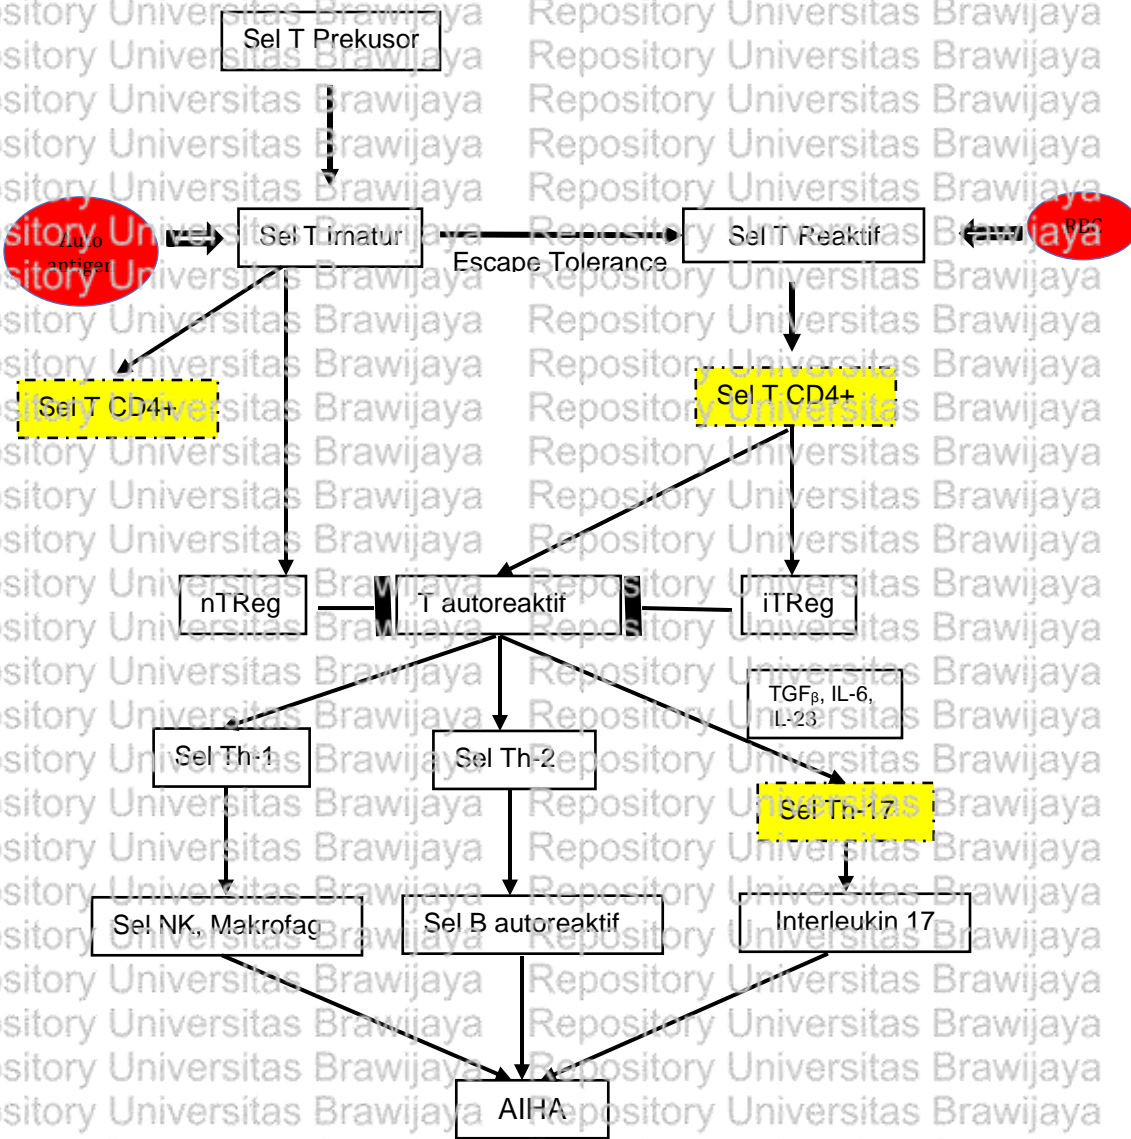 Sel T Prekusor
Auto
antigen
Sel T imatur
Escape Tolerance
Sel T Reaktif
RBC
Sel T CD4+
Sel T CD4+
nTReg
T autoreaktif
iTReg
TGFβ, IL-6,
IL-23
Sel Th-1
Sel Th-2
Sel Th-17
Sel NK, Makrofag
Sel B autoreaktif
Interleukin 17
AIHA
Repository Universitas Brawijaya